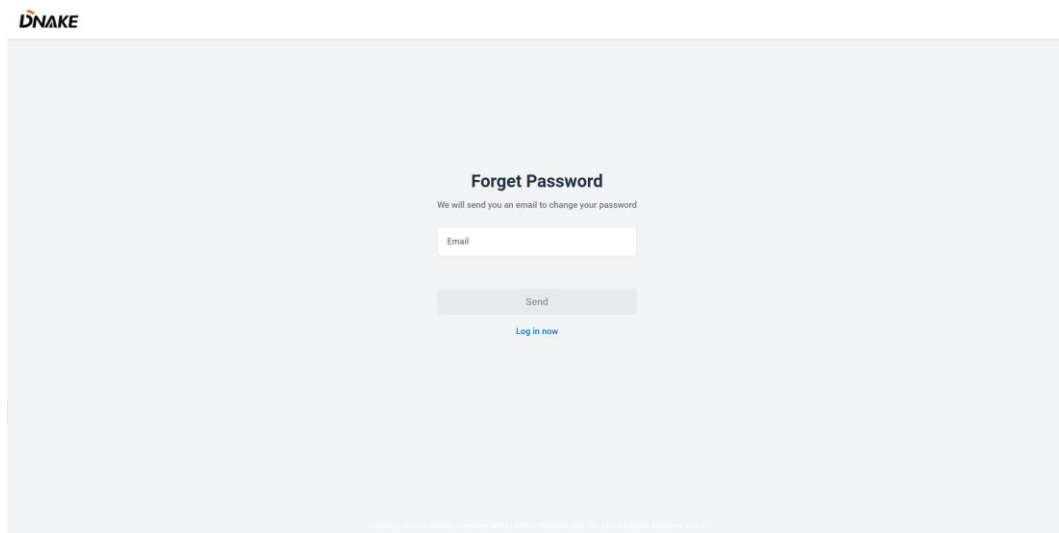 DNAKE
Forget Password
We will send you an email to change your password
Email
Send
Log in now